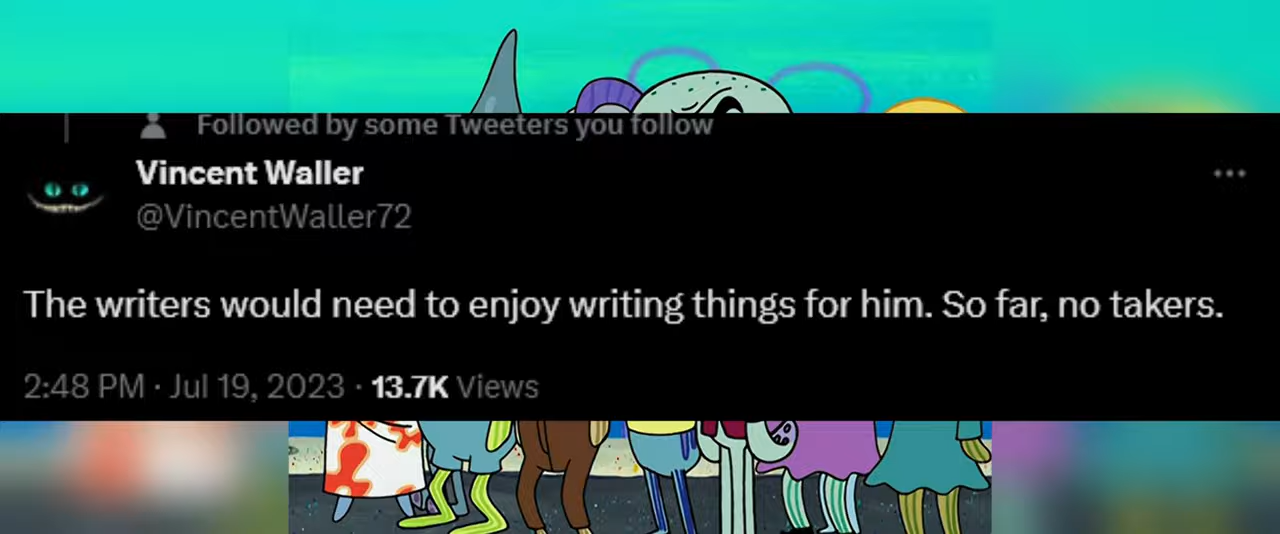 Followed by some Tweeters you follow
Vincent Waller
@VincentWaller72
The writers would need to enjoy writing things for him. So far, no takers.
2:48 PM · Jul 19, 2023 · 13.7K Views